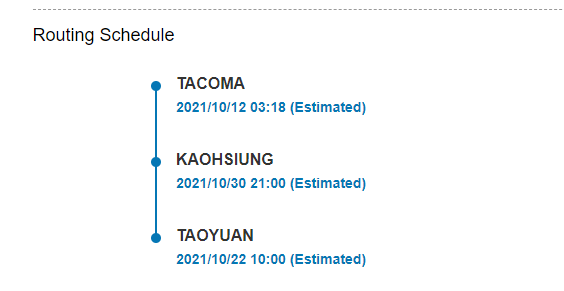 Routing Schedule
TACOMA
2021/10/12 03:18 (Estimated)
KAOHSIUNG
2021/10/30 21:00 (Estimated)
TAOYUAN
2021/10/22 10:00 (Estimated)